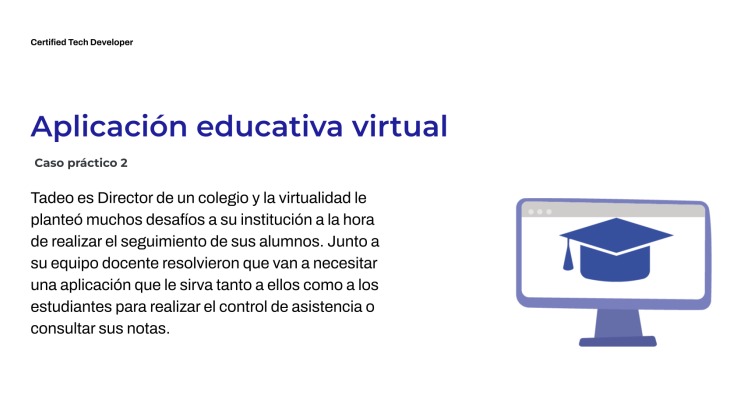 Certified Tech Developer
Aplicación educativa virtual
Caso práctico 2
Tadeo es Director de un colegio y la virtualidad le
planteó muchos desafíos a su institución a la hora
de realizar el seguimiento de sus alumnos. Junto a
su equipo docente resolvieron que van a necesitar
una aplicación que le sirva tanto a ellos como a los
estudiantes para realizar el control de asistencia o
consultar sus notas.